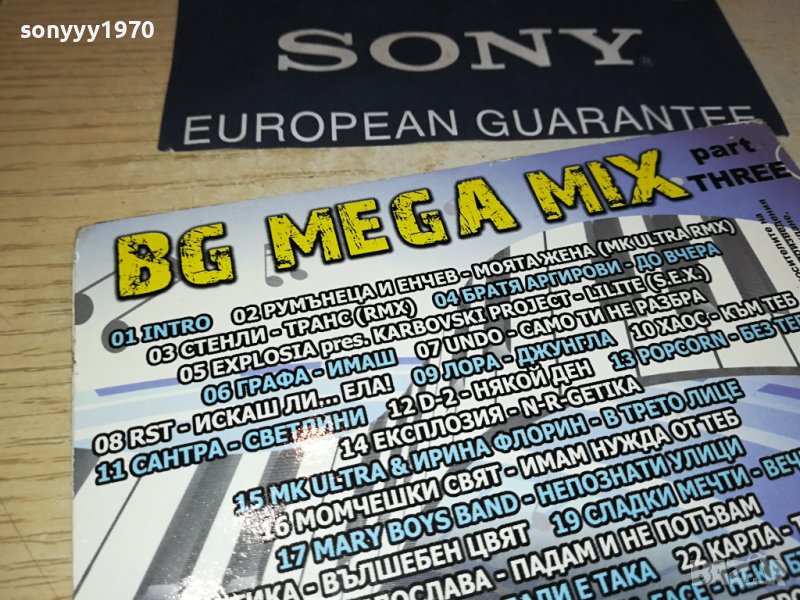 sonyyy1970
SONY
EUROPEAN GUARANTEE
BG MEGA MIX part
THREE
01 INTRO 02 РУМЪНЕЦА И ЕНЧЕВ - МОЯТА ЖЕНА (MK ULTRA RMX)
03 СТЕНЛИ - ТРАНС (RMX) 04 БРАТЯ АРГИРОВИ - ДО ВЧЕРА
05 EXPLOSIA pres. KARBOVSKI PROJECT - LILITE (S.E.X.)
06 ГРАФА - ИМАШ 07 UNDO - САМО ТИ НЕ РАЗБРА
08 RST - ИСКАШ ЛИ... ЕЛА! 09 ЛОРА - ДЖУНГЛА 10 ХАОС - КЪМ ТЕБ
11 САНТРА - СВЕТЛИНИ 12 D-2 - НЯКОЙ ДЕН 13 POPCORN - БЕЗ
14 ЕКСПЛОЗИЯ - N-R-GETIKA
15 MK ULTRA & ИРИНА ФЛОРИН - В ТРЕТО ЛИЦЕ
16 МОМЧЕШКИ СВЯТ - ИМАМ НУЖДА ОТ ТЕБ
17 MARY BOYS BAND - НЕПОЗНАТИ УЛИЦИ
- ВЪЛШЕБЕН ЦВЯТ 19 СЛАДКИ МЕЧТИ -
- ПАДАМ И НЕ ПОТЪВАМ
Е ТАКА 22 КАРЛА -
FACE - НЕКА